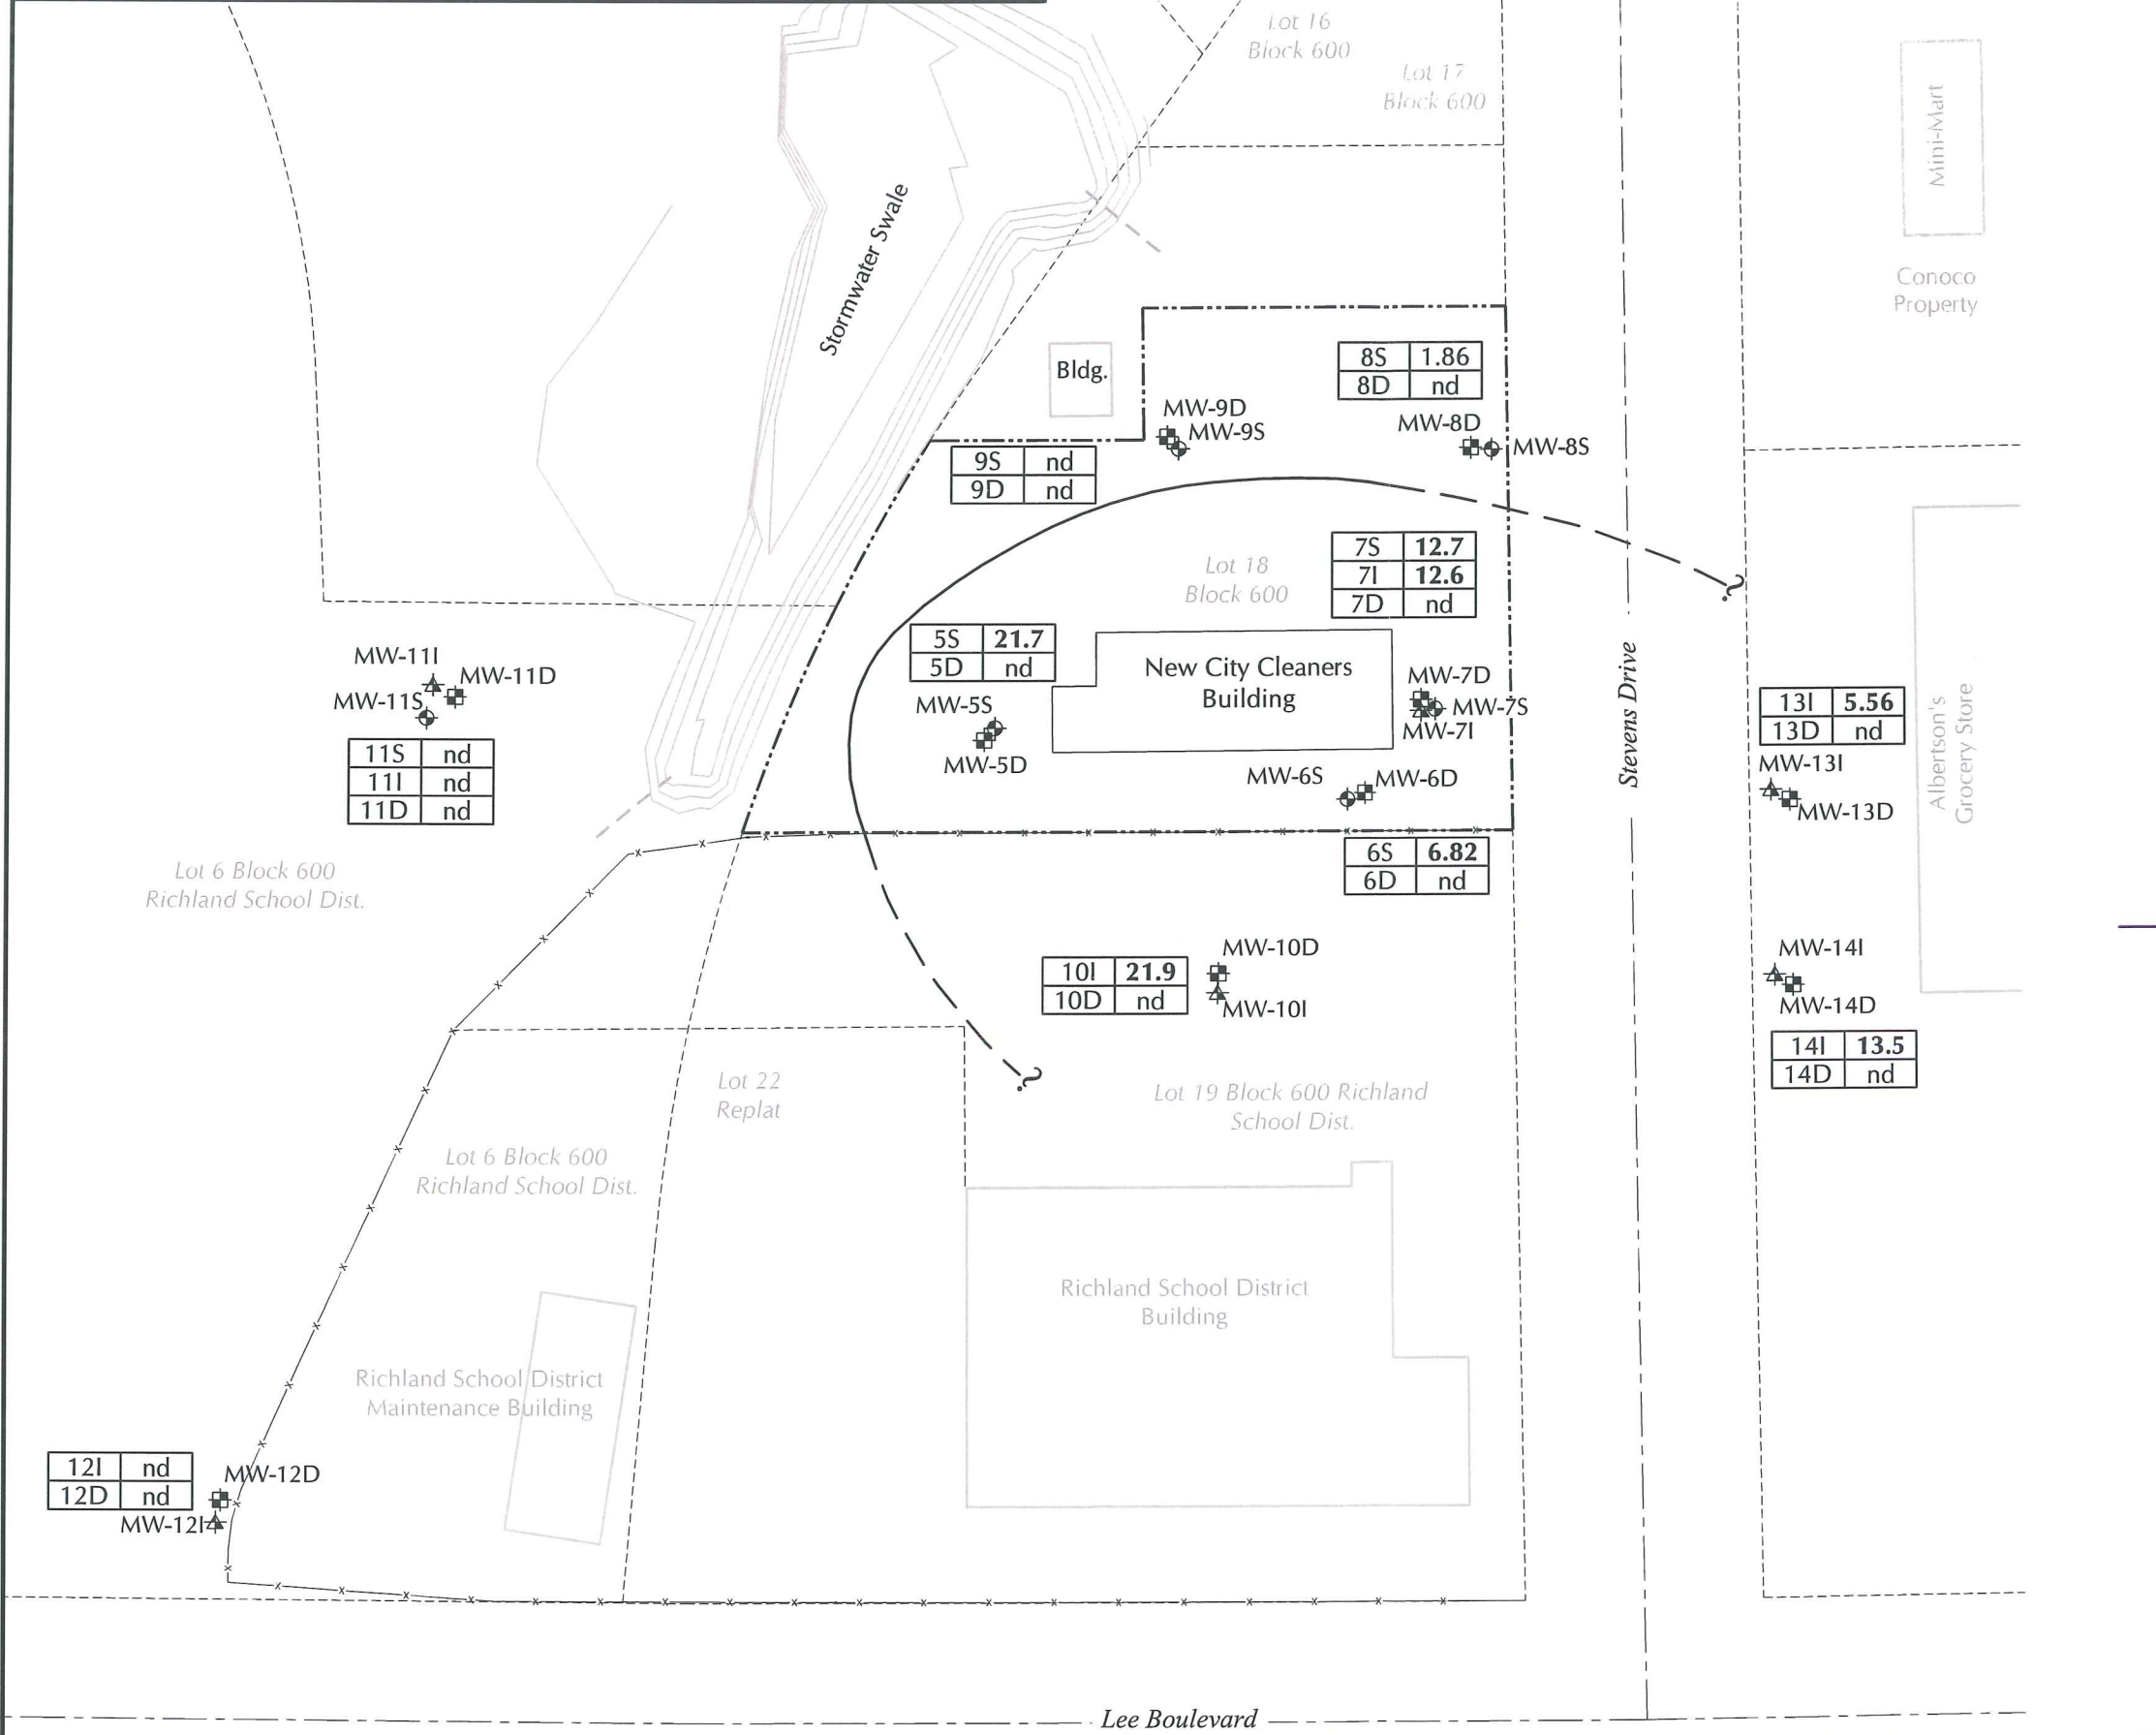 Lot 16
Block 600
Lot 17
Block 600
Mini-Mart
Conoco
Property
Stormwater Swale
Bldg.
8S 1.86
8D nd
MW-9D
MW-9S
MW-8D
MW-8S
9S nd
9D nd
7S 12.7
7I 12.6
7D nd
Lot 18
Block 600
?
5S 21.7
5D nd
New City Cleaners
Building
MW-11I
MW-11D
MW-11S
MW-5S
MW-5D
MW-7D
MW-7S
MW-7I
Stevens Drive
13I 5.56
13D nd
Albertson's
Grocery Store
11S nd
11I nd
11D nd
MW-6S
MW-6D
MW-13I
MW-13D
6S 6.82
6D nd
Lot 6 Block 600
Richland School Dist.
MW-10D
10I 21.9
10D nd
MW-10I
MW-14I
MW-14D
14I 13.5
14D nd
?
Lot 22
Replat
Lot 19 Block 600 Richland
School Dist.
Lot 6 Block 600
Richland School Dist.
Richland School District
Building
Richland School District
Maintenance Building
12I nd
12D nd
MW-12D
MW-12I
Lee Boulevard